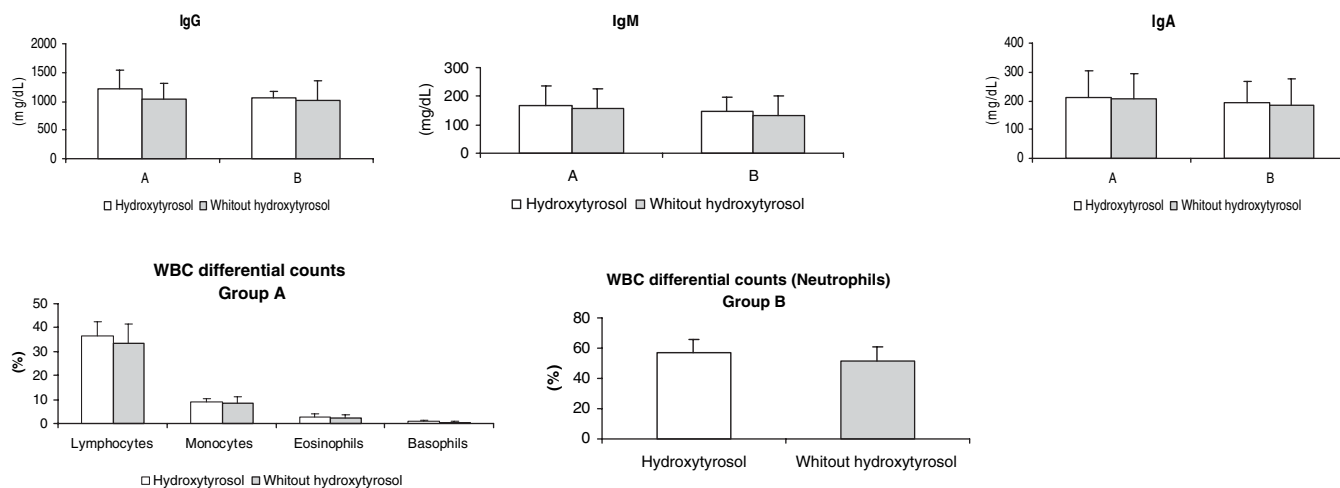 IgG
2000
1500
1000
500
0
(mg/dL)
A B
Hydroxytyrosol Whitout hydroxytyrosol
IgM
300
200
100
0
(mg/dL)
A B
Hydroxytyrosol Whitout hydroxytyrosol
IgA
400
300
200
100
0
(mg/dL)
A B
Hydroxytyrosol Whitout hydroxytyrosol
WBC differential counts
Group A
50
40
30
20
10
0
(%)
Lymphocytes Monocytes Eosinophils Basophils
Hydroxytyrosol Whitout hydroxytyrosol
WBC differential counts (Neutrophils)
Group B
80
60
40
20
0
(%)
Hydroxytyrosol Whitout hydroxytyrosol